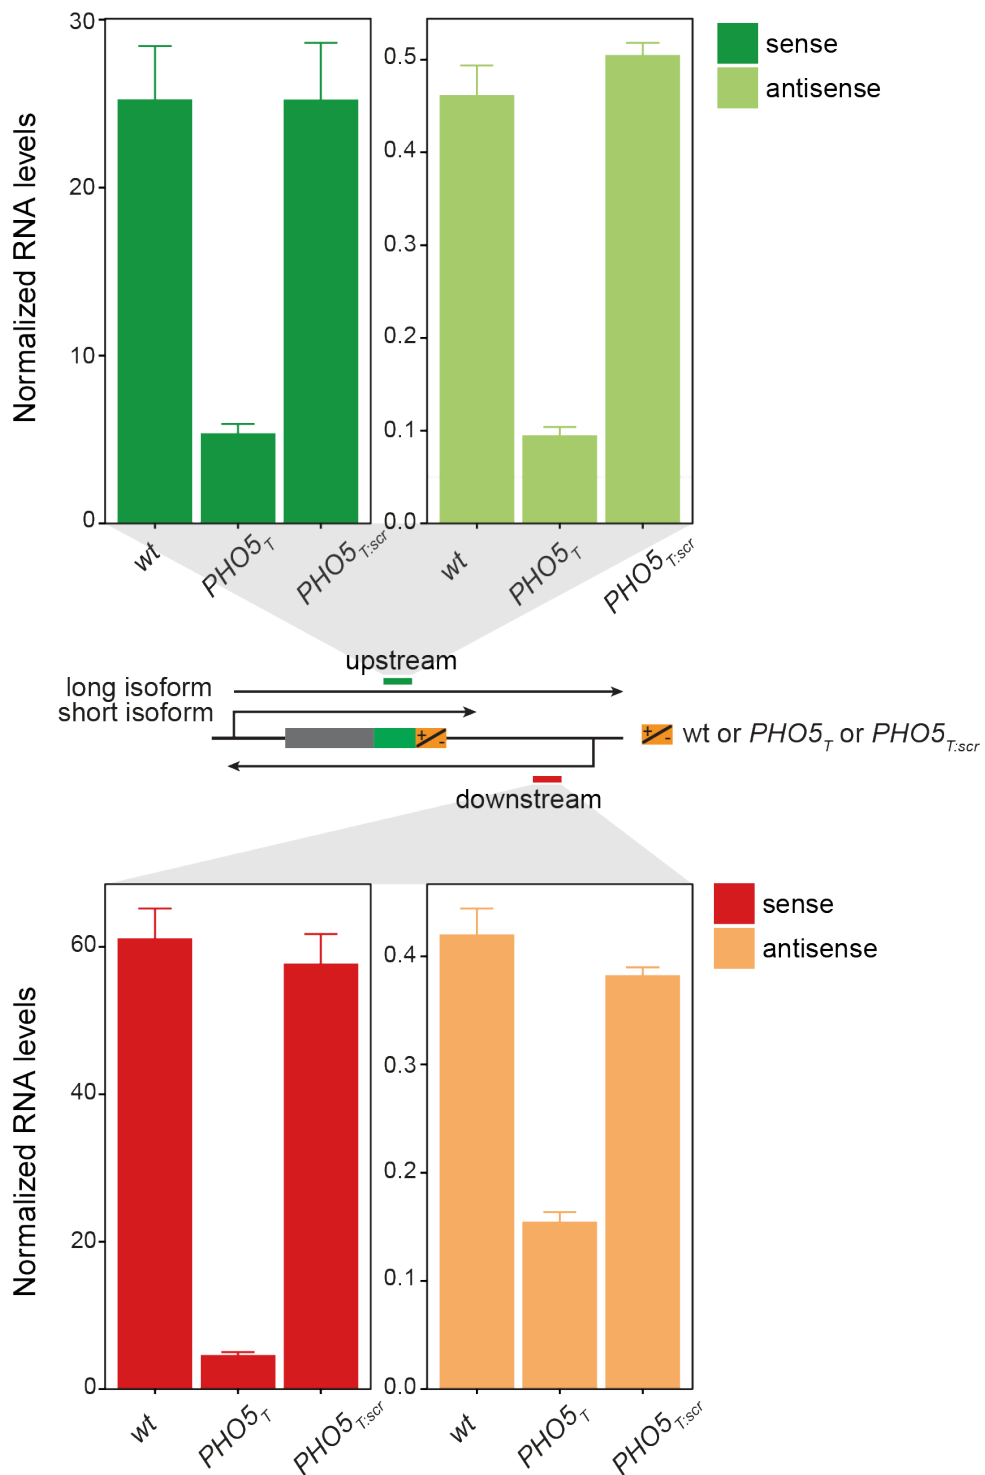 Normalized RNA levels
30
20
10
0
wt
PHO5T
PHO5T:scr
0.5
0.4
0.3
0.2
0.1
0.0
wt
PHO5T
PHO5T:scr
sense
antisense
upstream
long isoform
short isoform
+
-
+
-
wt or PHO5T or PHO5T:scr
downstream
Normalized RNA levels
60
40
20
0
wt
PHO5T
PHO5T:scr
0.4
0.3
0.2
0.1
0.0
wt
PHO5T
PHO5T:scr
sense
antisense